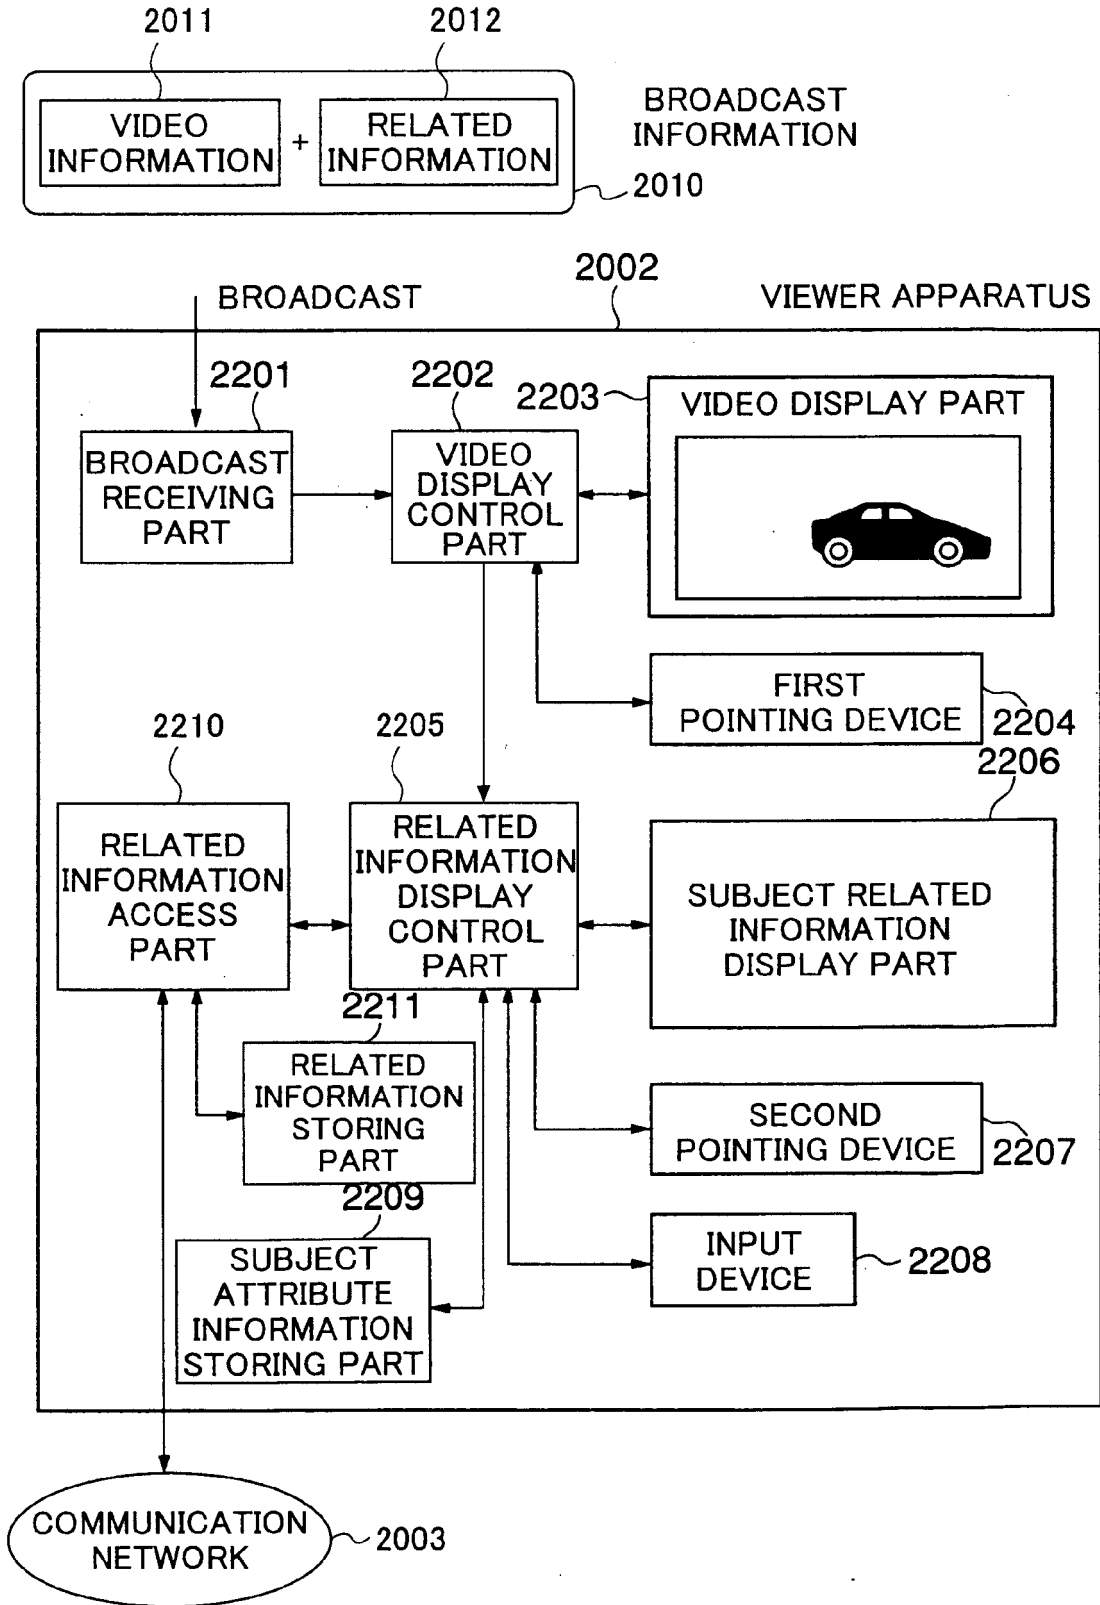 2011
2012
VIDEO
INFORMATION
+
RELATED
INFORMATION
BROADCAST
INFORMATION
2010
2002
BROADCAST
VIEWER APPARATUS
2201
2202
2203
BROADCAST
RECEIVING
PART
VIDEO
DISPLAY
CONTROL
PART
VIDEO DISPLAY PART
FIRST
POINTING DEVICE
2204
2210
2205
2206
RELATED
INFORMATION
ACCESS
PART
RELATED
INFORMATION
DISPLAY
CONTROL
PART
SUBJECT RELATED
INFORMATION
DISPLAY PART
2211
RELATED
INFORMATION
STORING
PART
SECOND
POINTING DEVICE
2207
2209
SUBJECT
ATTRIBUTE
INFORMATION
STORING PART
INPUT
DEVICE
2208
COMMUNICATION
NETWORK
2003